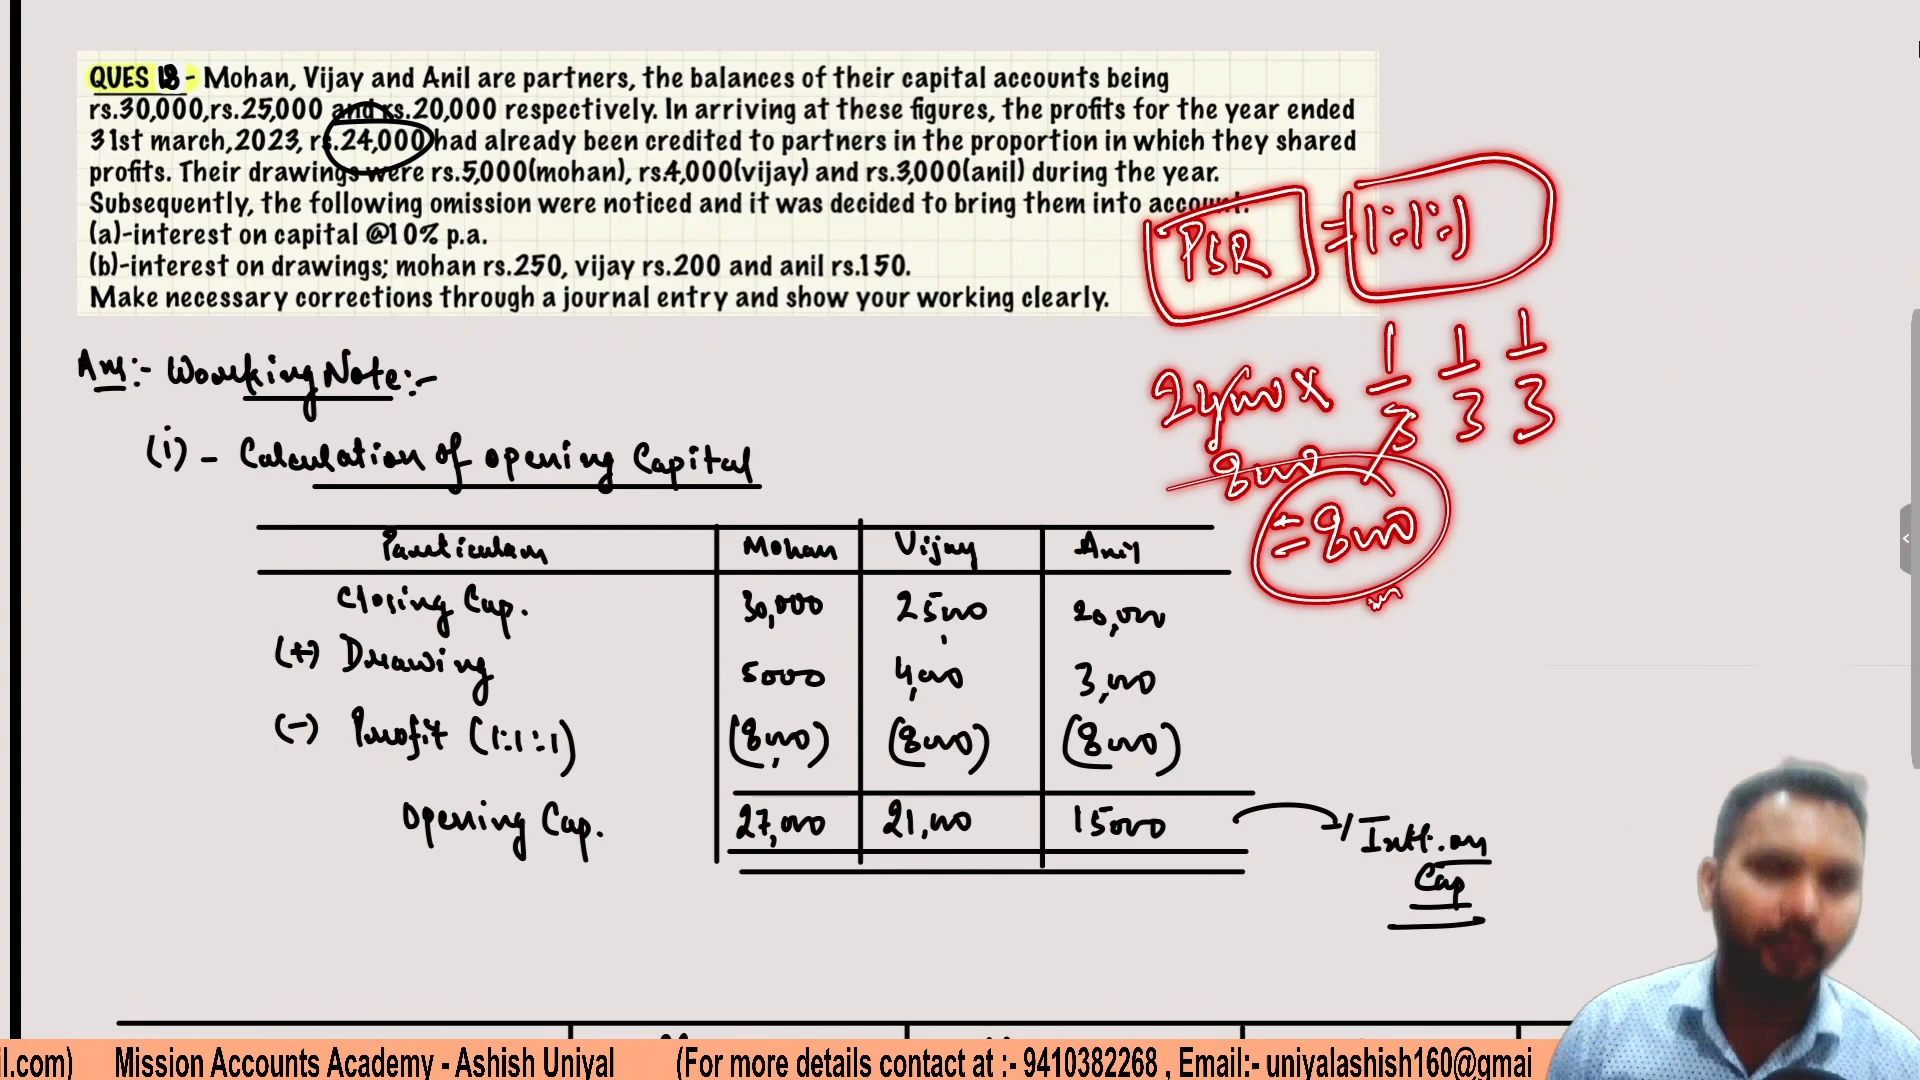 QUES 18 - Mohan, Vijay and Anil are partners, the balances of their capital accounts being
rs.30,000,rs.25,000 and rs.20,000 respectively. In arriving at these figures, the profits for the year ended
31st march,2023, rs.24,000 had already been credited to partners in the proportion in which they shared
profits. Their drawings were rs.5,000(mohan), rs4,000(vijay) and rs.3,000(anil) during the year.
Subsequently, the following omission were noticed and it was decided to bring them into account:
(a)-interest on capital @10% p.a.
(b)-interest on drawings; mohan rs.250, vijay rs.200 and anil rs.150.
Make necessary corrections through a journal entry and show your working clearly.
PSR = 1:1:1
24000 × 1/3 1/3 1/3
8000
= 8000
Ans:- Working Note:-
(i) - Calculation of opening Capital
Particulars Mohan Vijay Anil
Closing Cap. 30,000 25000 20,000
(+) Drawing 5000 4,000 3,000
(-) Profit (1:1:1) (8,000) (8000) (8000)
Opening Cap. 27,000 21,000 15000
Intt. on
Cap
il.com) Mission Accounts Academy - Ashish Uniyal (For more details contact at :- 9410382268 , Email:- uniyalashish160@gmai